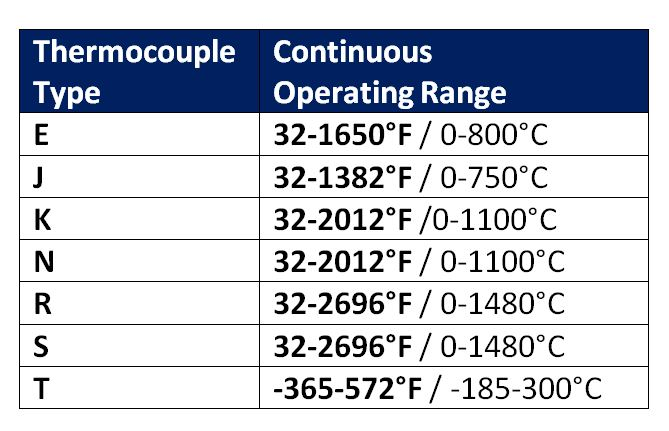 Thermocouple Type Continuous Operating Range
E 32-1650°F / 0-800°C
J 32-1382°F / 0-750°C
K 32-2012°F /0-1100°C
N 32-2012°F / 0-1100°C
R 32-2696°F / 0-1480°C
S 32-2696°F / 0-1480°C
T -365-572°F / -185-300°C